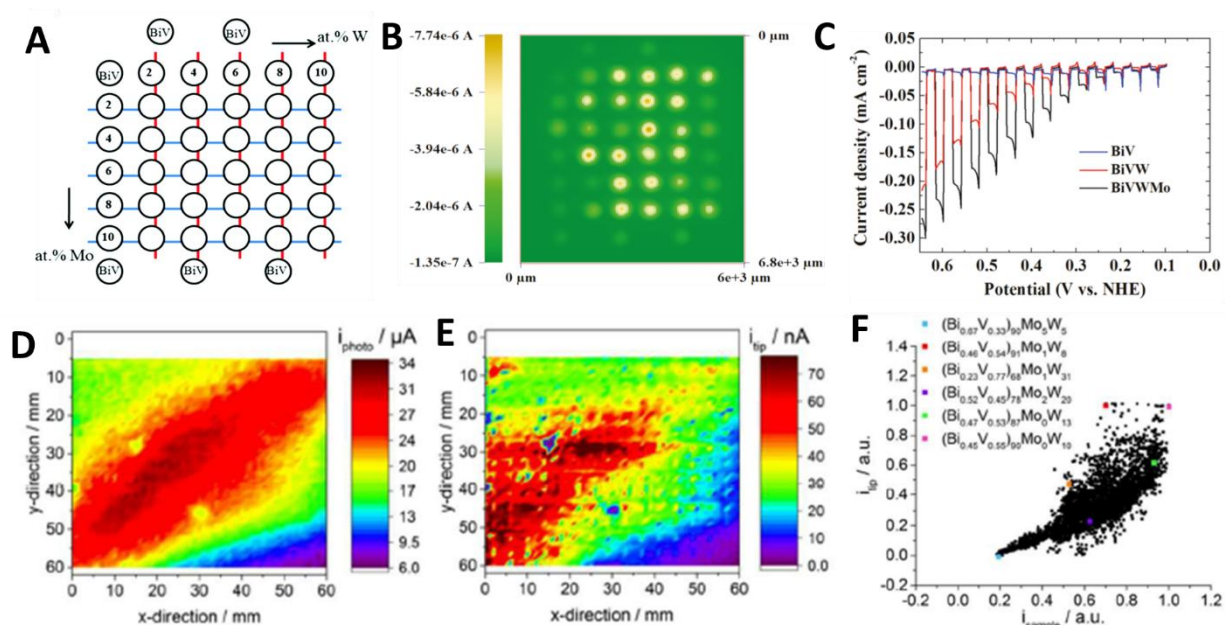 A
BiV BiV
at.% W
BiV 2 4 6 8 10
2
4
6
8
10
at.% Mo
BiV BiV BiV
B
-7.74e-6 A
-5.84e-6 A
-3.94e-6 A
-2.04e-6 A
-1.35e-7 A
0 µm
6.8e+3 µm
0 µm 6e+3 µm
C
Current density (mA cm-2)
0.00
-0.05
-0.10
-0.15
-0.20
-0.25
-0.30
BiV
BiVW
BiVWMo
0.6 0.5 0.4 0.3 0.2 0.1 0.0
Potential (V vs. NHE)
D
y-direction / mm
0
10
20
30
40
50
60
0 10 20 30 40 50 60
x-direction / mm
iphoto / µA
34
31
27
24
20
17
13
9.5
6.0
E
y-direction / mm
0
10
20
30
40
50
60
0 10 20 30 40 50 60
x-direction / mm
itip / nA
70
60
50
40
30
20
10
0.0
F
(Bi0.67V0.33)90Mo5W5
(Bi0.46V0.54)91Mo1W8
(Bi0.23V0.77)68Mo1W31
(Bi0.52V0.45)78Mo2W20
(Bi0.47V0.53)87Mo0W13
(Bi0.45V0.55)90MoW10
itip / a.u.
1.4
1.2
1.0
0.8
0.6
0.4
0.2
0.0
-0.2
-0.2 0.0 0.2 0.4 0.6 0.8 1.0 1.2
isample / a.u.